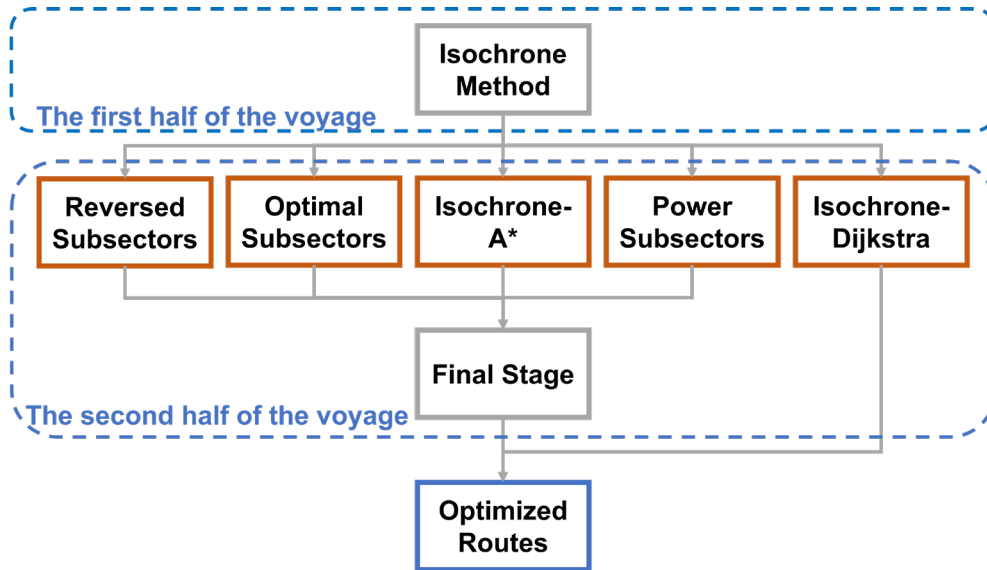 Isochrone
Method
The first half of the voyage
Reversed
Subsectors
Optimal
Subsectors
Isochrone-
A*
Power
Subsectors
Isochrone-
Dijkstra
Final Stage
The second half of the voyage
Optimized
Routes